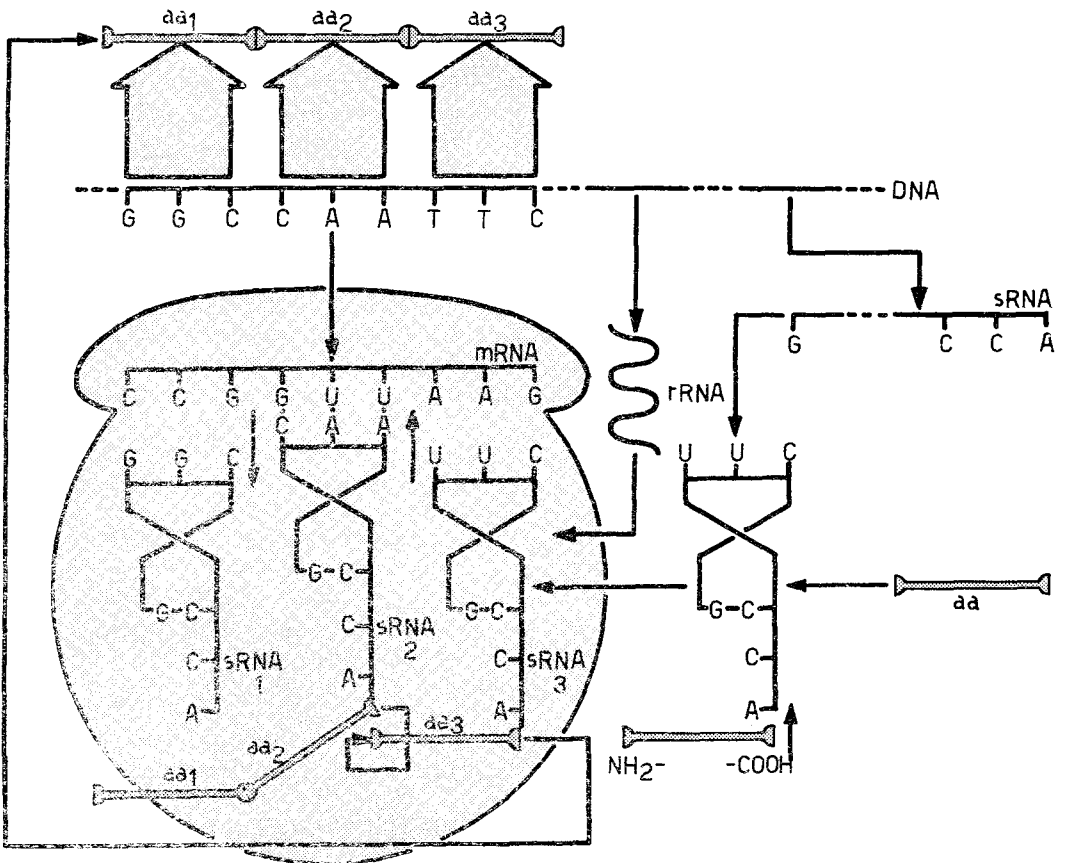 aa1 aa2 aa3
DNA
G G C C A A T T C
sRNA
G C C A
mRNA
C C G G U U A A G
rRNA
C A A
G G C U U C U U C
G-C
G-C G-C G-C
aa
C-sRNA
2
C-sRNA C-sRNA C-
1 3
A-
A- A- A-
aa3
aa2
NH2- -COOH
aa1